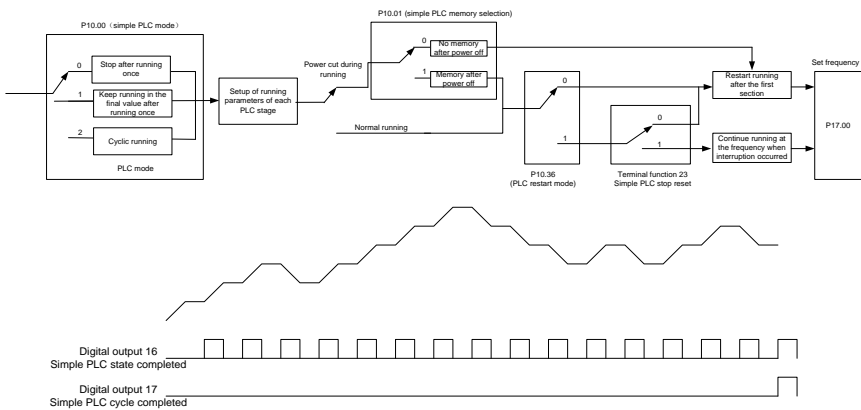 P10.00（simple PLC mode)
0
Stop after running
once
1
Keep running in the
final value after
running once
2
Cyclic running
PLC mode
Setup of running
parameters of each
PLC stage
Power cut during
running
Normal running
P10.01 (simple PLC memory selection)
0
No memory
after power off
1
Memory after
power off
0
1
P10.36
(PLC restart mode)
0
1
Terminal function 23
Simple PLC stop reset
Restart running
after the first
section
Continue running at
the frequency when
interruption occurred
Set frequency
P17.00
Digital output 16
Simple PLC state completed
Digital output 17
Simple PLC cycle completed